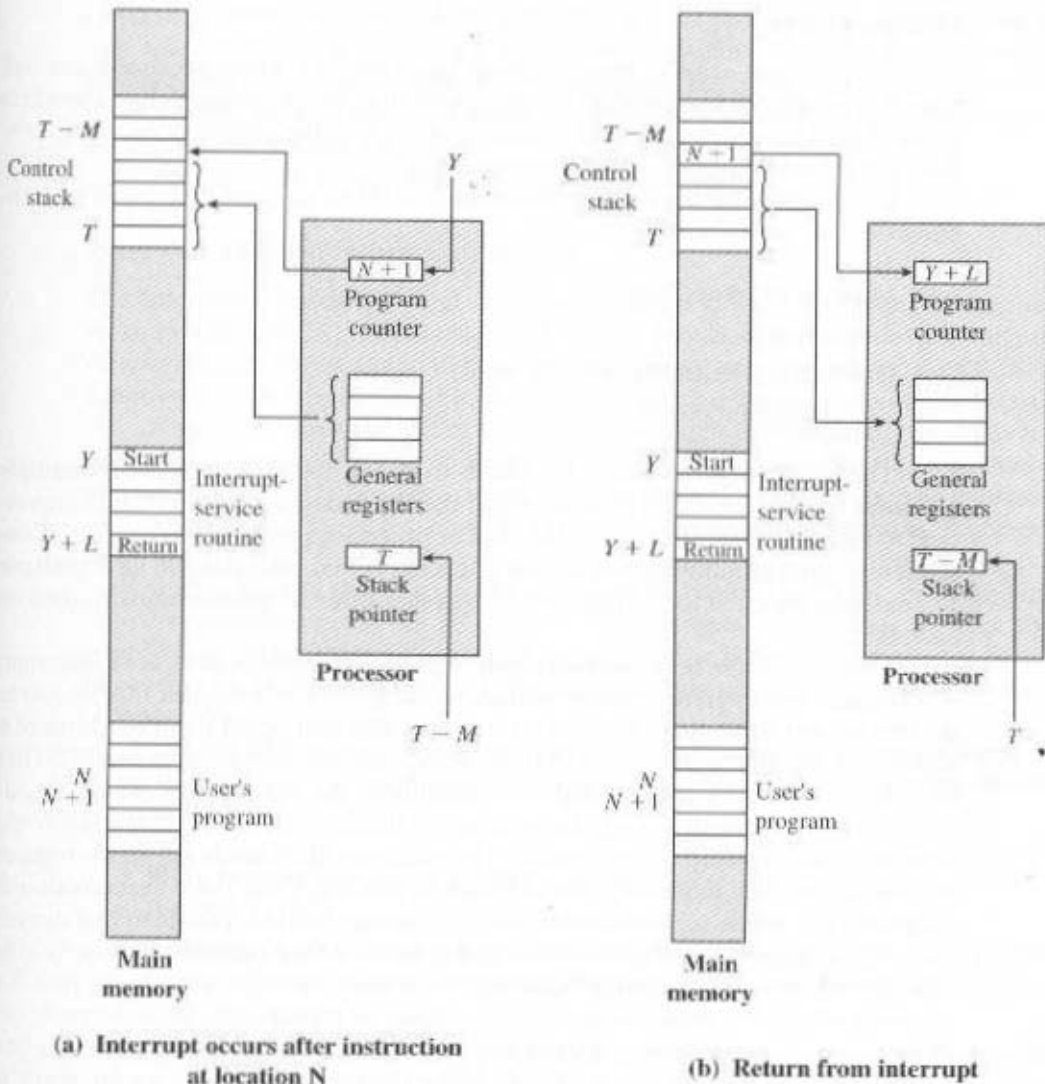 T − M
Control
stack
T
Y
N + 1
Program
counter
General
registers
T
Stack
pointer
Processor
T − M
Y
Start
Interrupt-
service
routine
Y + L
Return
N
N + 1
User's
program
Main
memory
(a) Interrupt occurs after instruction
at location N
T − M
N + 1
Control
stack
T
Y + L
Program
counter
General
registers
T − M
Stack
pointer
Processor
T
Y
Start
Interrupt-
service
routine
Y + L
Return
N
N + 1
User's
program
Main
memory
(b) Return from interrupt